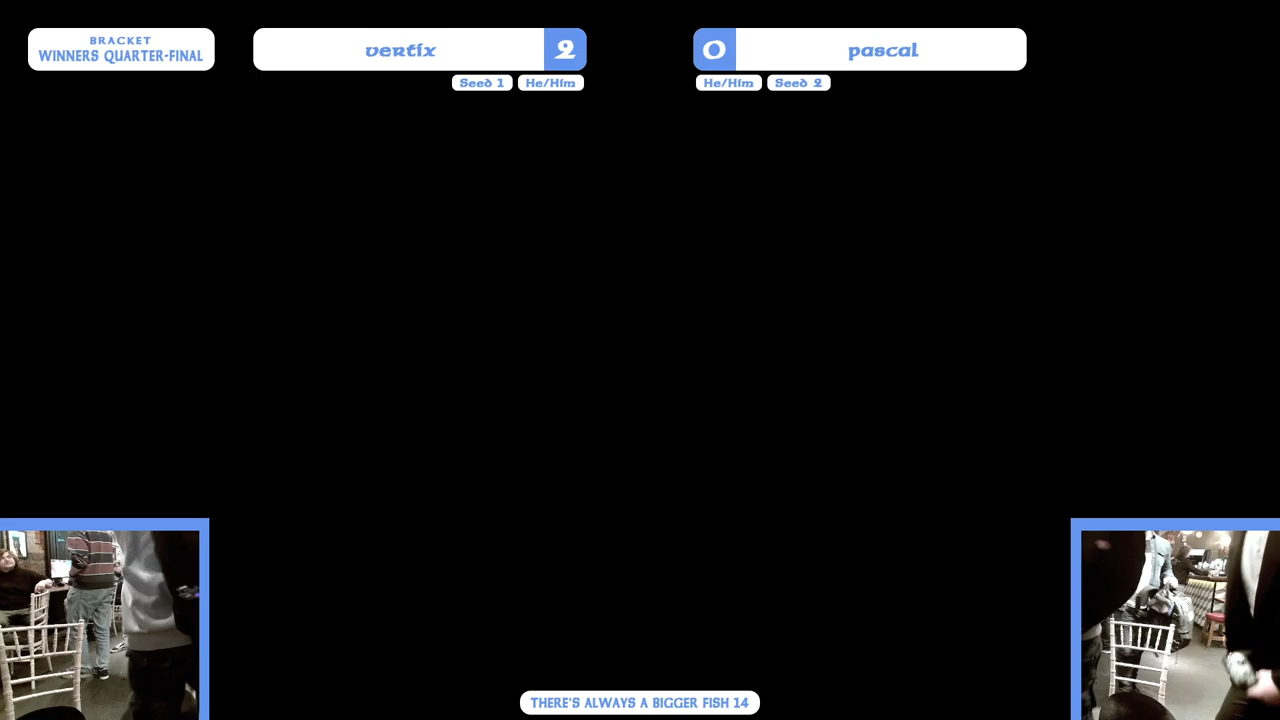 BRACKET
WINNERS QUARTER-FINAL
vertix 2
0 pascal
Seed 1 He/Him
He/Him Seed 2
THERE'S ALWAYS A BIGGER FISH 14